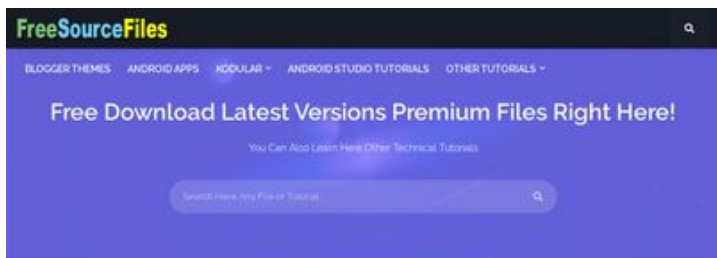 FreeSourceFiles
BLOGGER THEMES ANDROID APPS KODULAR ANDROID STUDIO TUTORIALS OTHER TUTORIALS
Free Download Latest Versions Premium Files Right Here!
You Can Also Learn Here Other Technical Tutorials
Search Here Any File or Tutorial